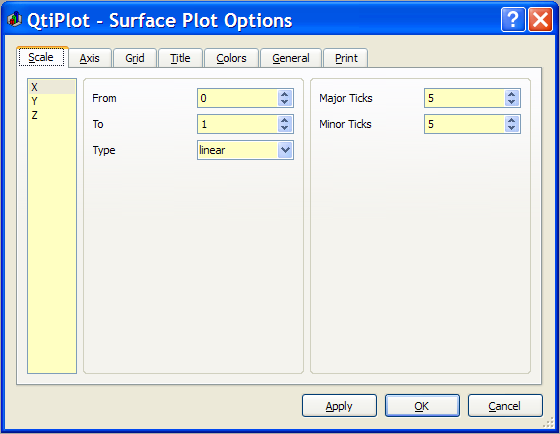 QtiPlot - Surface Plot Options
Scale Axis Grid Title Colors General Print
X
Y
Z
From 0
To 1
Type linear
Major Ticks 5
Minor Ticks 5
Apply OK Cancel